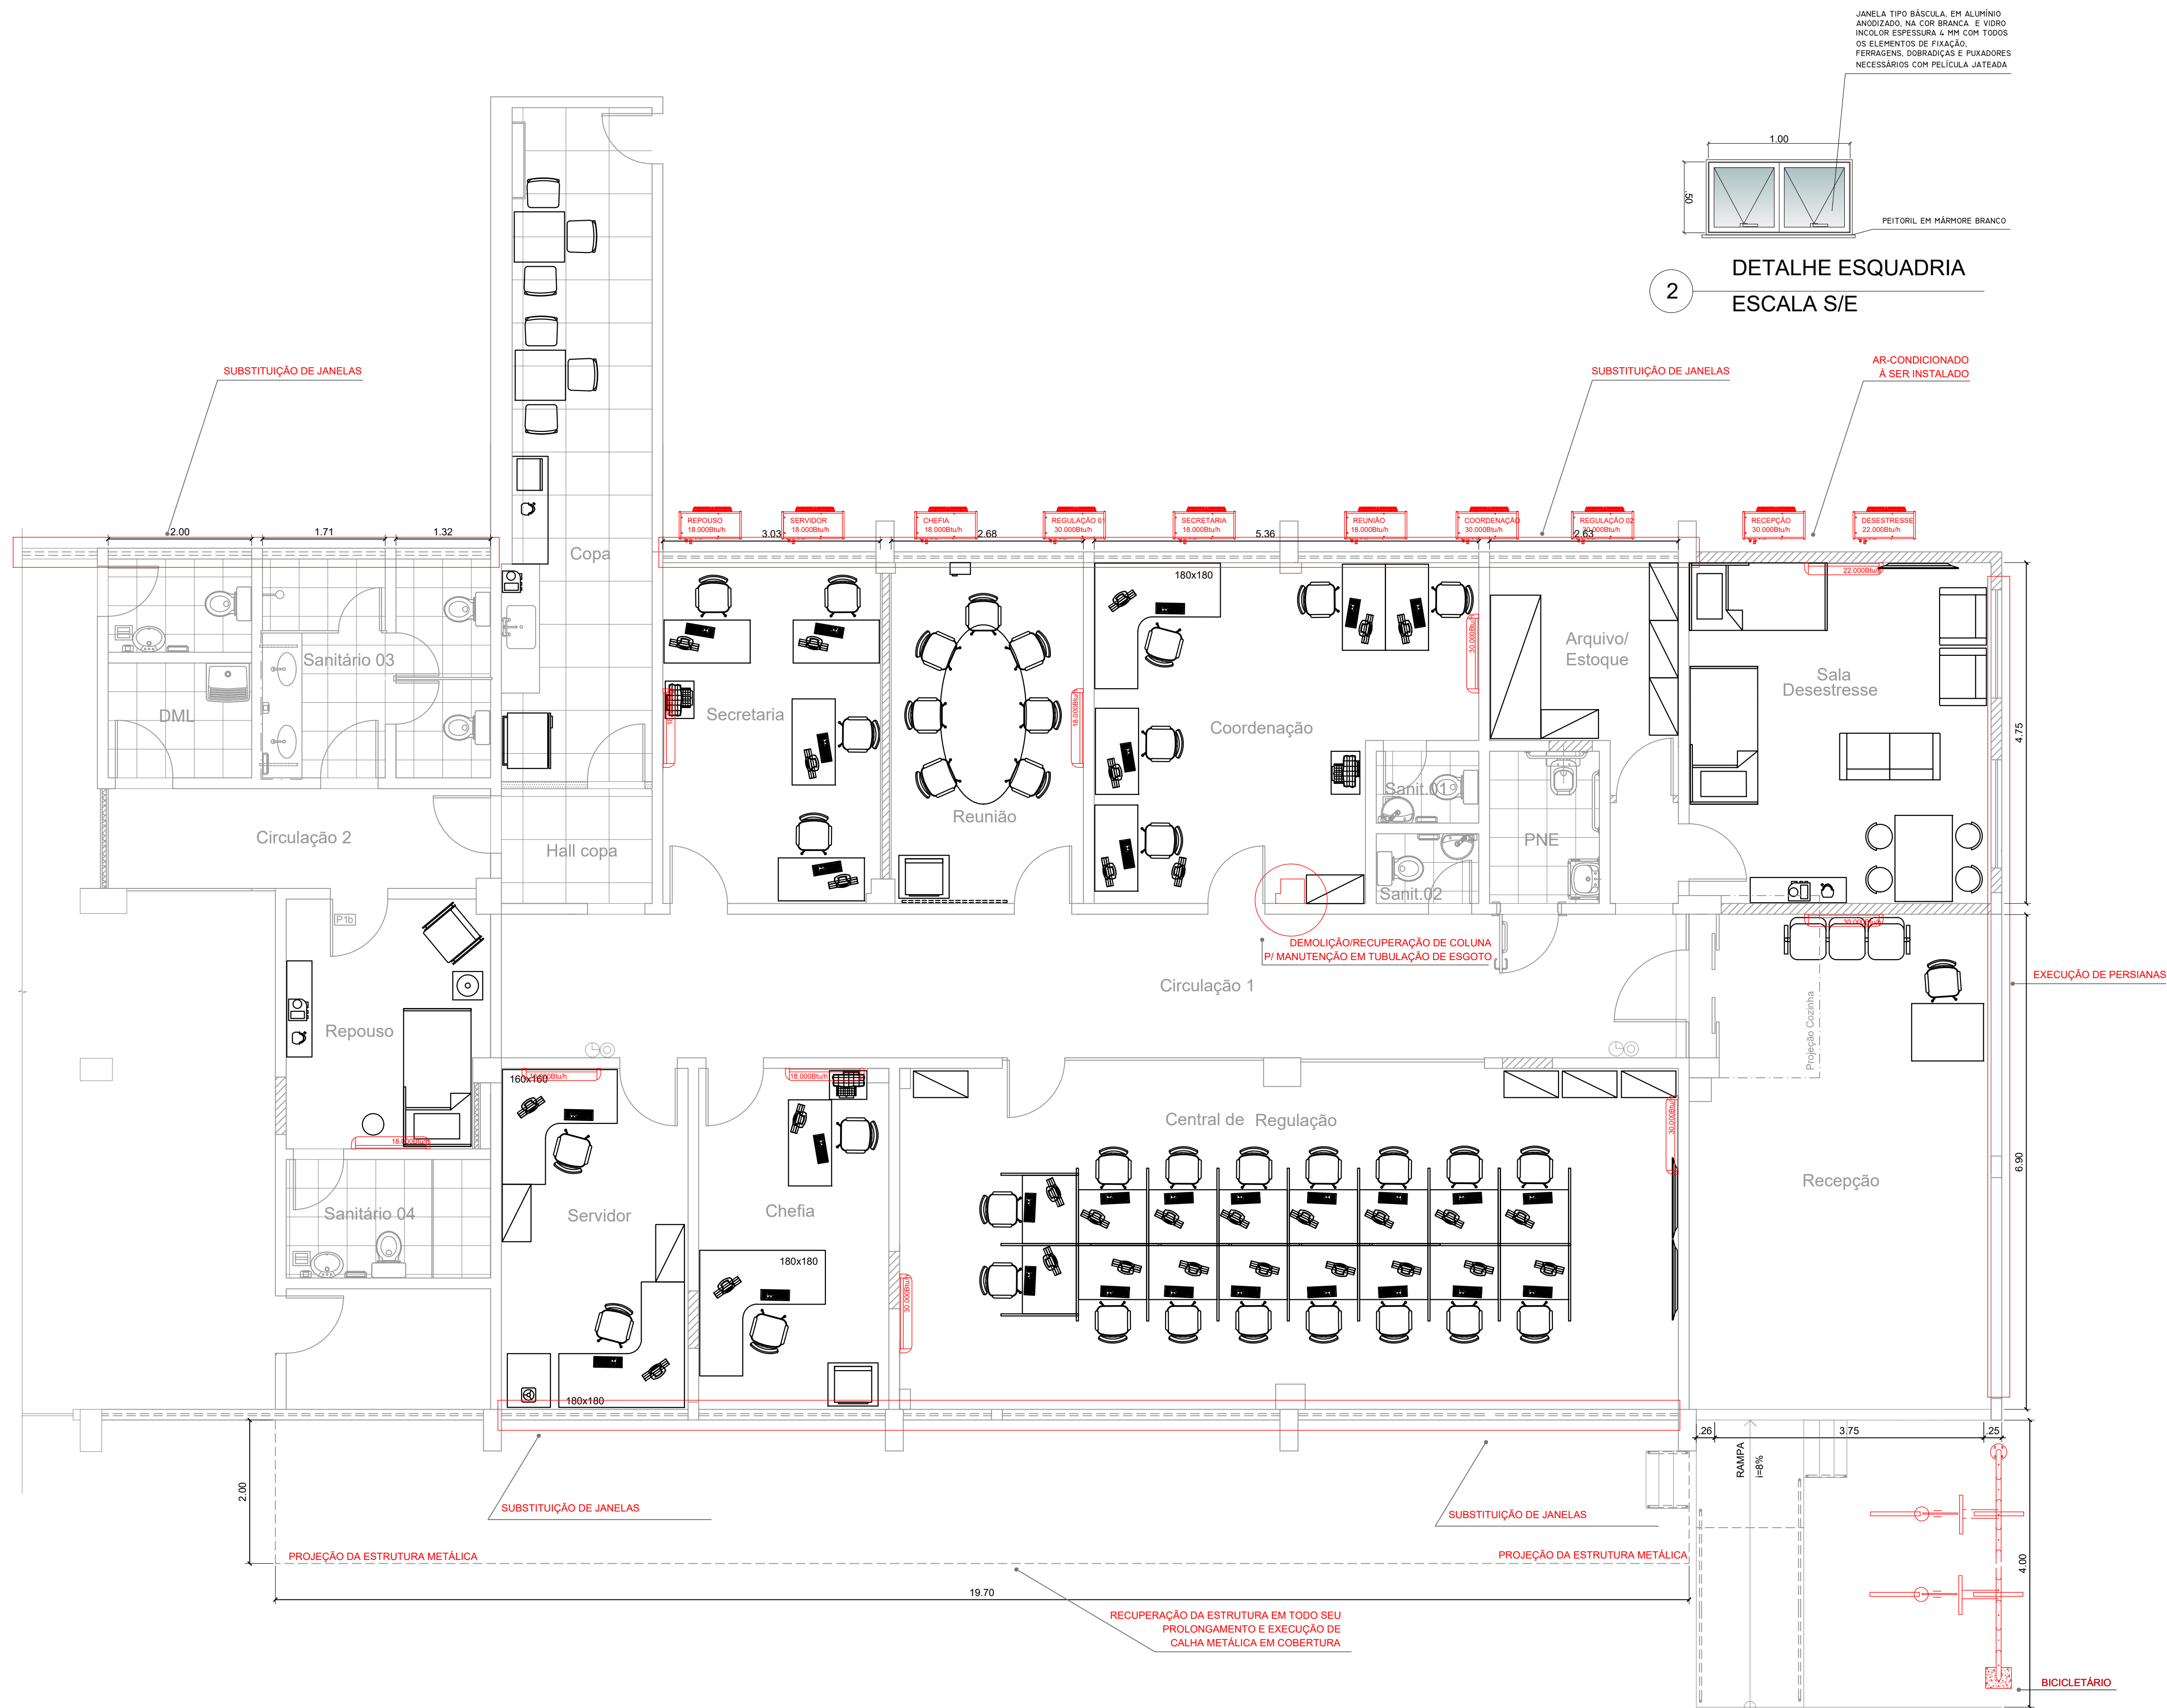 JANELA TIPO BÁSCULA, EM ALUMÍNIO
ANODIZADO, NA COR BRANCA E VIDRO
INCOLOR ESPESSURA 4 MM COM TODOS
OS ELEMENTOS DE FIXAÇÃO,
FERRAGENS, DOBRADIÇAS E PUXADORES
NECESSÁRIOS COM PELÍCULA JATEADA
1.00
.50
PEITORIL EM MÁRMORE BRANCO
2
DETALHE ESQUADRIA
ESCALA S/E
SUBSTITUIÇÃO DE JANELAS
SUBSTITUIÇÃO DE JANELAS
AR-CONDICIONADO
À SER INSTALADO
REPOUSO
18.000Btu/h
SERVIDOR
18.000Btu/h
CHEFIA
18.000Btu/h
REGULAÇÃO 01
30.000Btu/h
SECRETARIA
18.000Btu/h
REUNIÃO
18.000Btu/h
COORDENAÇÃO
30.000Btu/h
REGULAÇÃO 02
30.000Btu/h
RECEPÇÃO
30.000Btu/h
DESESTRESSE
22.000Btu/h
2.00
1.71
1.32
3.03
2.68
5.36
2.63
Copa
180x180
22.000Btu/h
30.000Btu/h
Arquivo/
Estoque
Sanitário 03
Sala
Desestresse
DML
Secretaria
18.000Btu/h
Coordenação
4.75
Sanit.01
Reunião
Circulação 2
Hall copa
PNE
Sanit.02
P1b
30.000Btu/h
DEMOLIÇÃO/RECUPERAÇÃO DE COLUNA
P/ MANUTENÇÃO EM TUBULAÇÃO DE ESGOTO
Circulação 1
EXECUÇÃO DE PERSIANAS
Projeção Cozinha
Repouso
160x160
18.000Btu/h
18.000Btu/h
Central de Regulação
30.000Btu/h
18.000Btu/h
6.90
Recepção
Sanitário 04
Servidor
Chefia
180x180
30.000Btu/h
180x180
.26
3.75
.25
RAMPA
i=8%
2.00
SUBSTITUIÇÃO DE JANELAS
SUBSTITUIÇÃO DE JANELAS
PROJEÇÃO DA ESTRUTURA METÁLICA
PROJEÇÃO DA ESTRUTURA METÁLICA
4.00
19.70
RECUPERAÇÃO DA ESTRUTURA EM TODO SEU
PROLONGAMENTO E EXECUÇÃO DE
CALHA METÁLICA EM COBERTURA
BICICLETÁRIO